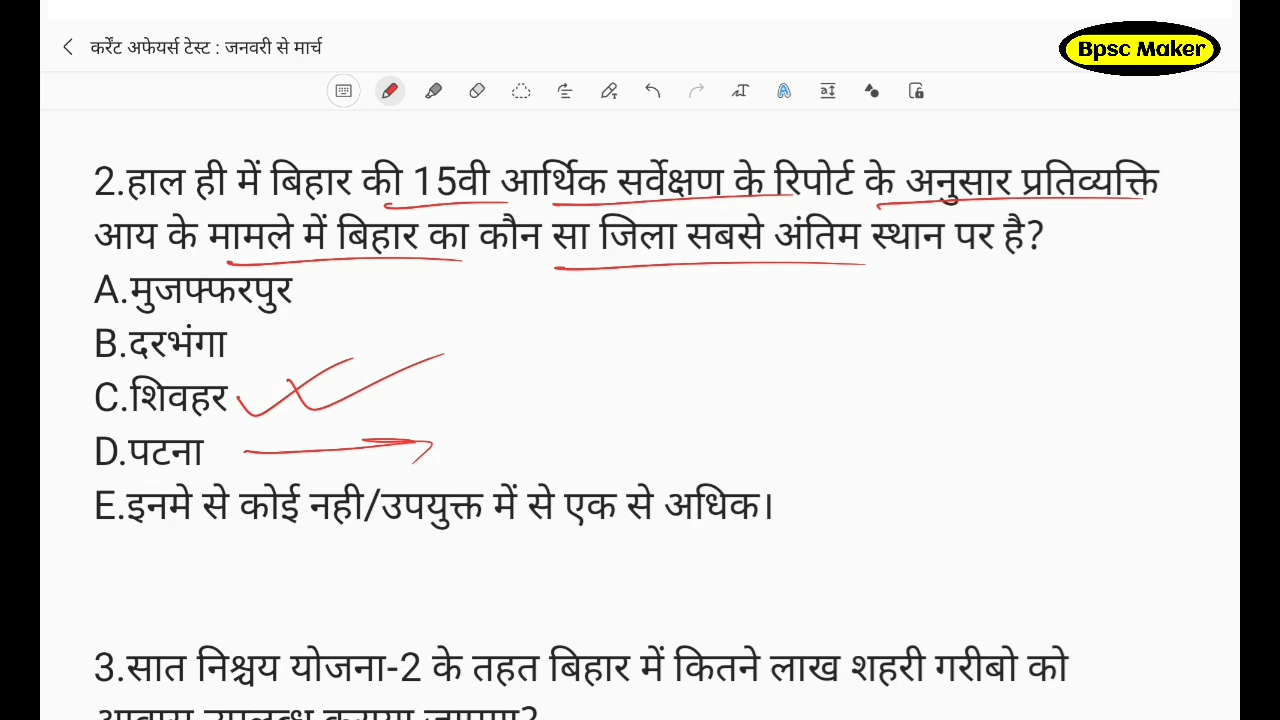 करेंट अफेयर्स टेस्ट : जनवरी से मार्च
Bpsc Maker
2.हाल ही में बिहार की 15वी आर्थिक सर्वेक्षण के रिपोर्ट के अनुसार प्रतिव्यक्ति
आय के मामले में बिहार का कौन सा जिला सबसे अंतिम स्थान पर है?
A.मुजफ्फरपुर
B.दरभंगा
C.शिवहर
D.पटना
E.इनमे से कोई नही/उपयुक्त में से एक से अधिक।
3.सात निश्चय योजना-2 के तहत बिहार में कितने लाख शहरी गरीबो को